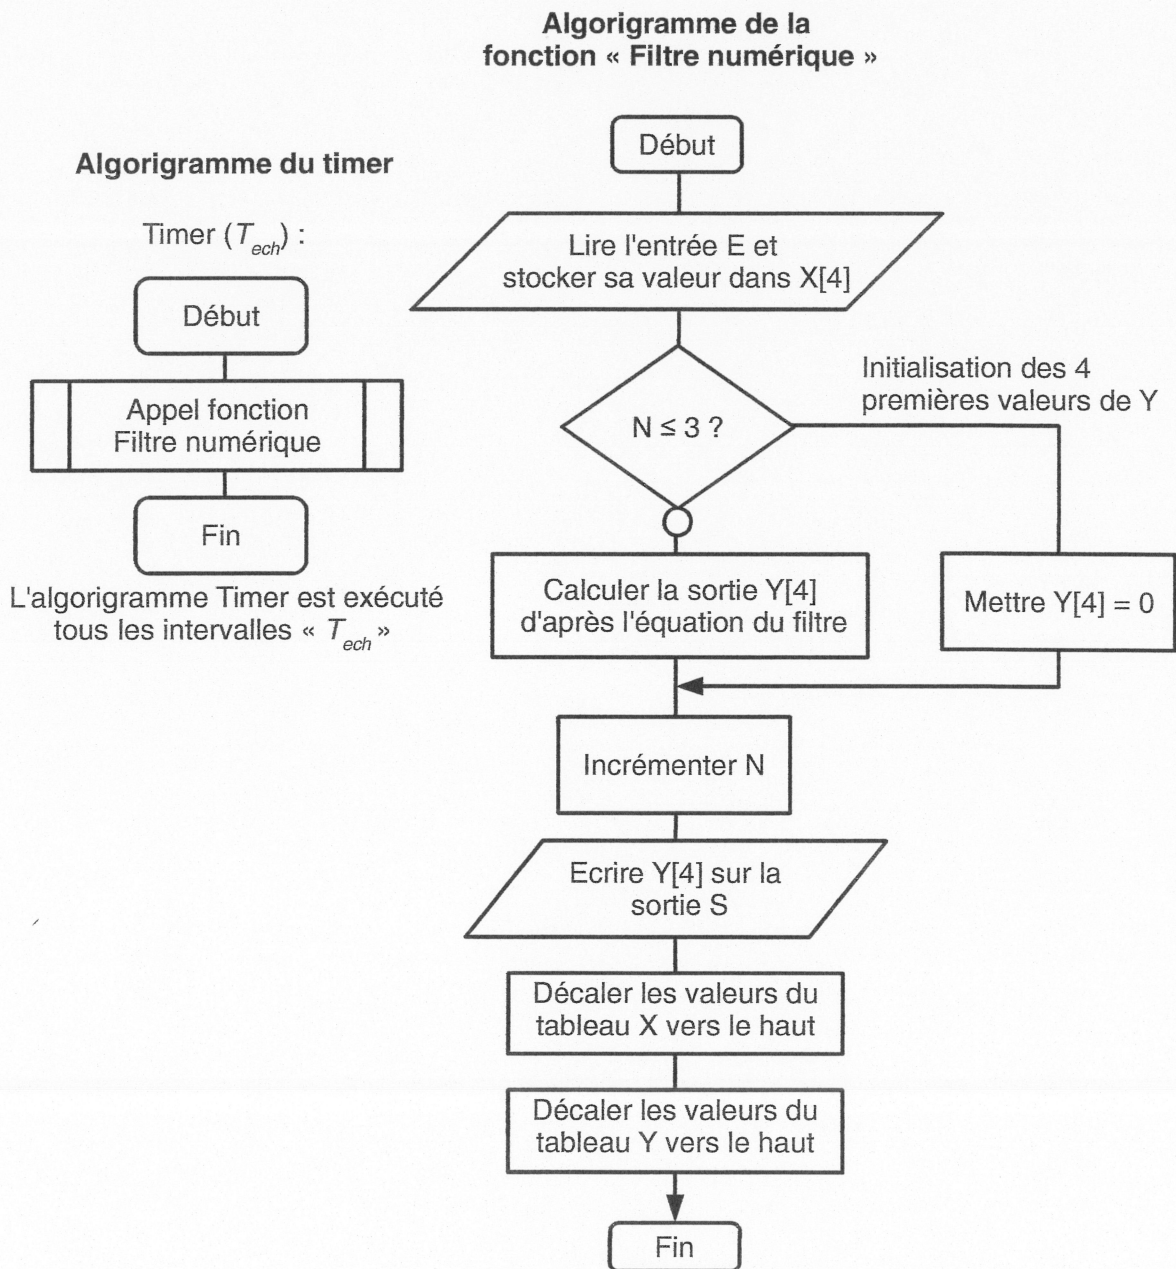 Algorigramme de la
fonction « Filtre numérique »
Algorigramme du timer
Timer (Tech) :
Début
Appel fonction
Filtre numérique
Fin
L'algorigramme Timer est exécuté
tous les intervalles « Tech »
Début
Lire l'entrée E et
stocker sa valeur dans X[4]
N ≤ 3 ?
Initialisation des 4
premières valeurs de Y
Calculer la sortie Y[4]
d'après l'équation du filtre
Mettre Y[4] = 0
Incrémenter N
Ecrire Y[4] sur la
sortie S
Décaler les valeurs du
tableau X vers le haut
Décaler les valeurs du
tableau Y vers le haut
Fin